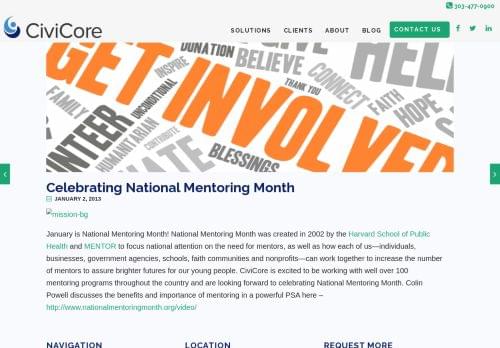 303-477-0900
CiviCore
SOLUTIONS
CLIENTS
ABOUT
BLOG
CONTACT US
DONATION
INSPIRE
BELIEVE
HELP
GET INVOLVED
THANK YOU
CONNECT
FAITH
HOPE
FAMILY
UNCONDITIONAL
HUMANITARIAN
CONTRIBUTE
BLESSINGS
Celebrating National Mentoring Month
JANUARY 2, 2013
mission-bg
January is National Mentoring Month! National Mentoring Month was created in 2002 by the Harvard School of Public
Health and MENTOR to focus national attention on the need for mentors, as well as how each of us—individuals,
businesses, government agencies, schools, faith communities and nonprofits—can work together to increase the number
of mentors to assure brighter futures for our young people. CiviCore is excited to be working with well over 100
mentoring programs throughout the country and are looking forward to celebrating National Mentoring Month. Colin
Powell discusses the benefits and importance of mentoring in a powerful PSA here –
http://www.nationalmentoringmonth.org/video/
NAVIGATION
LOCATION
REQUEST MORE